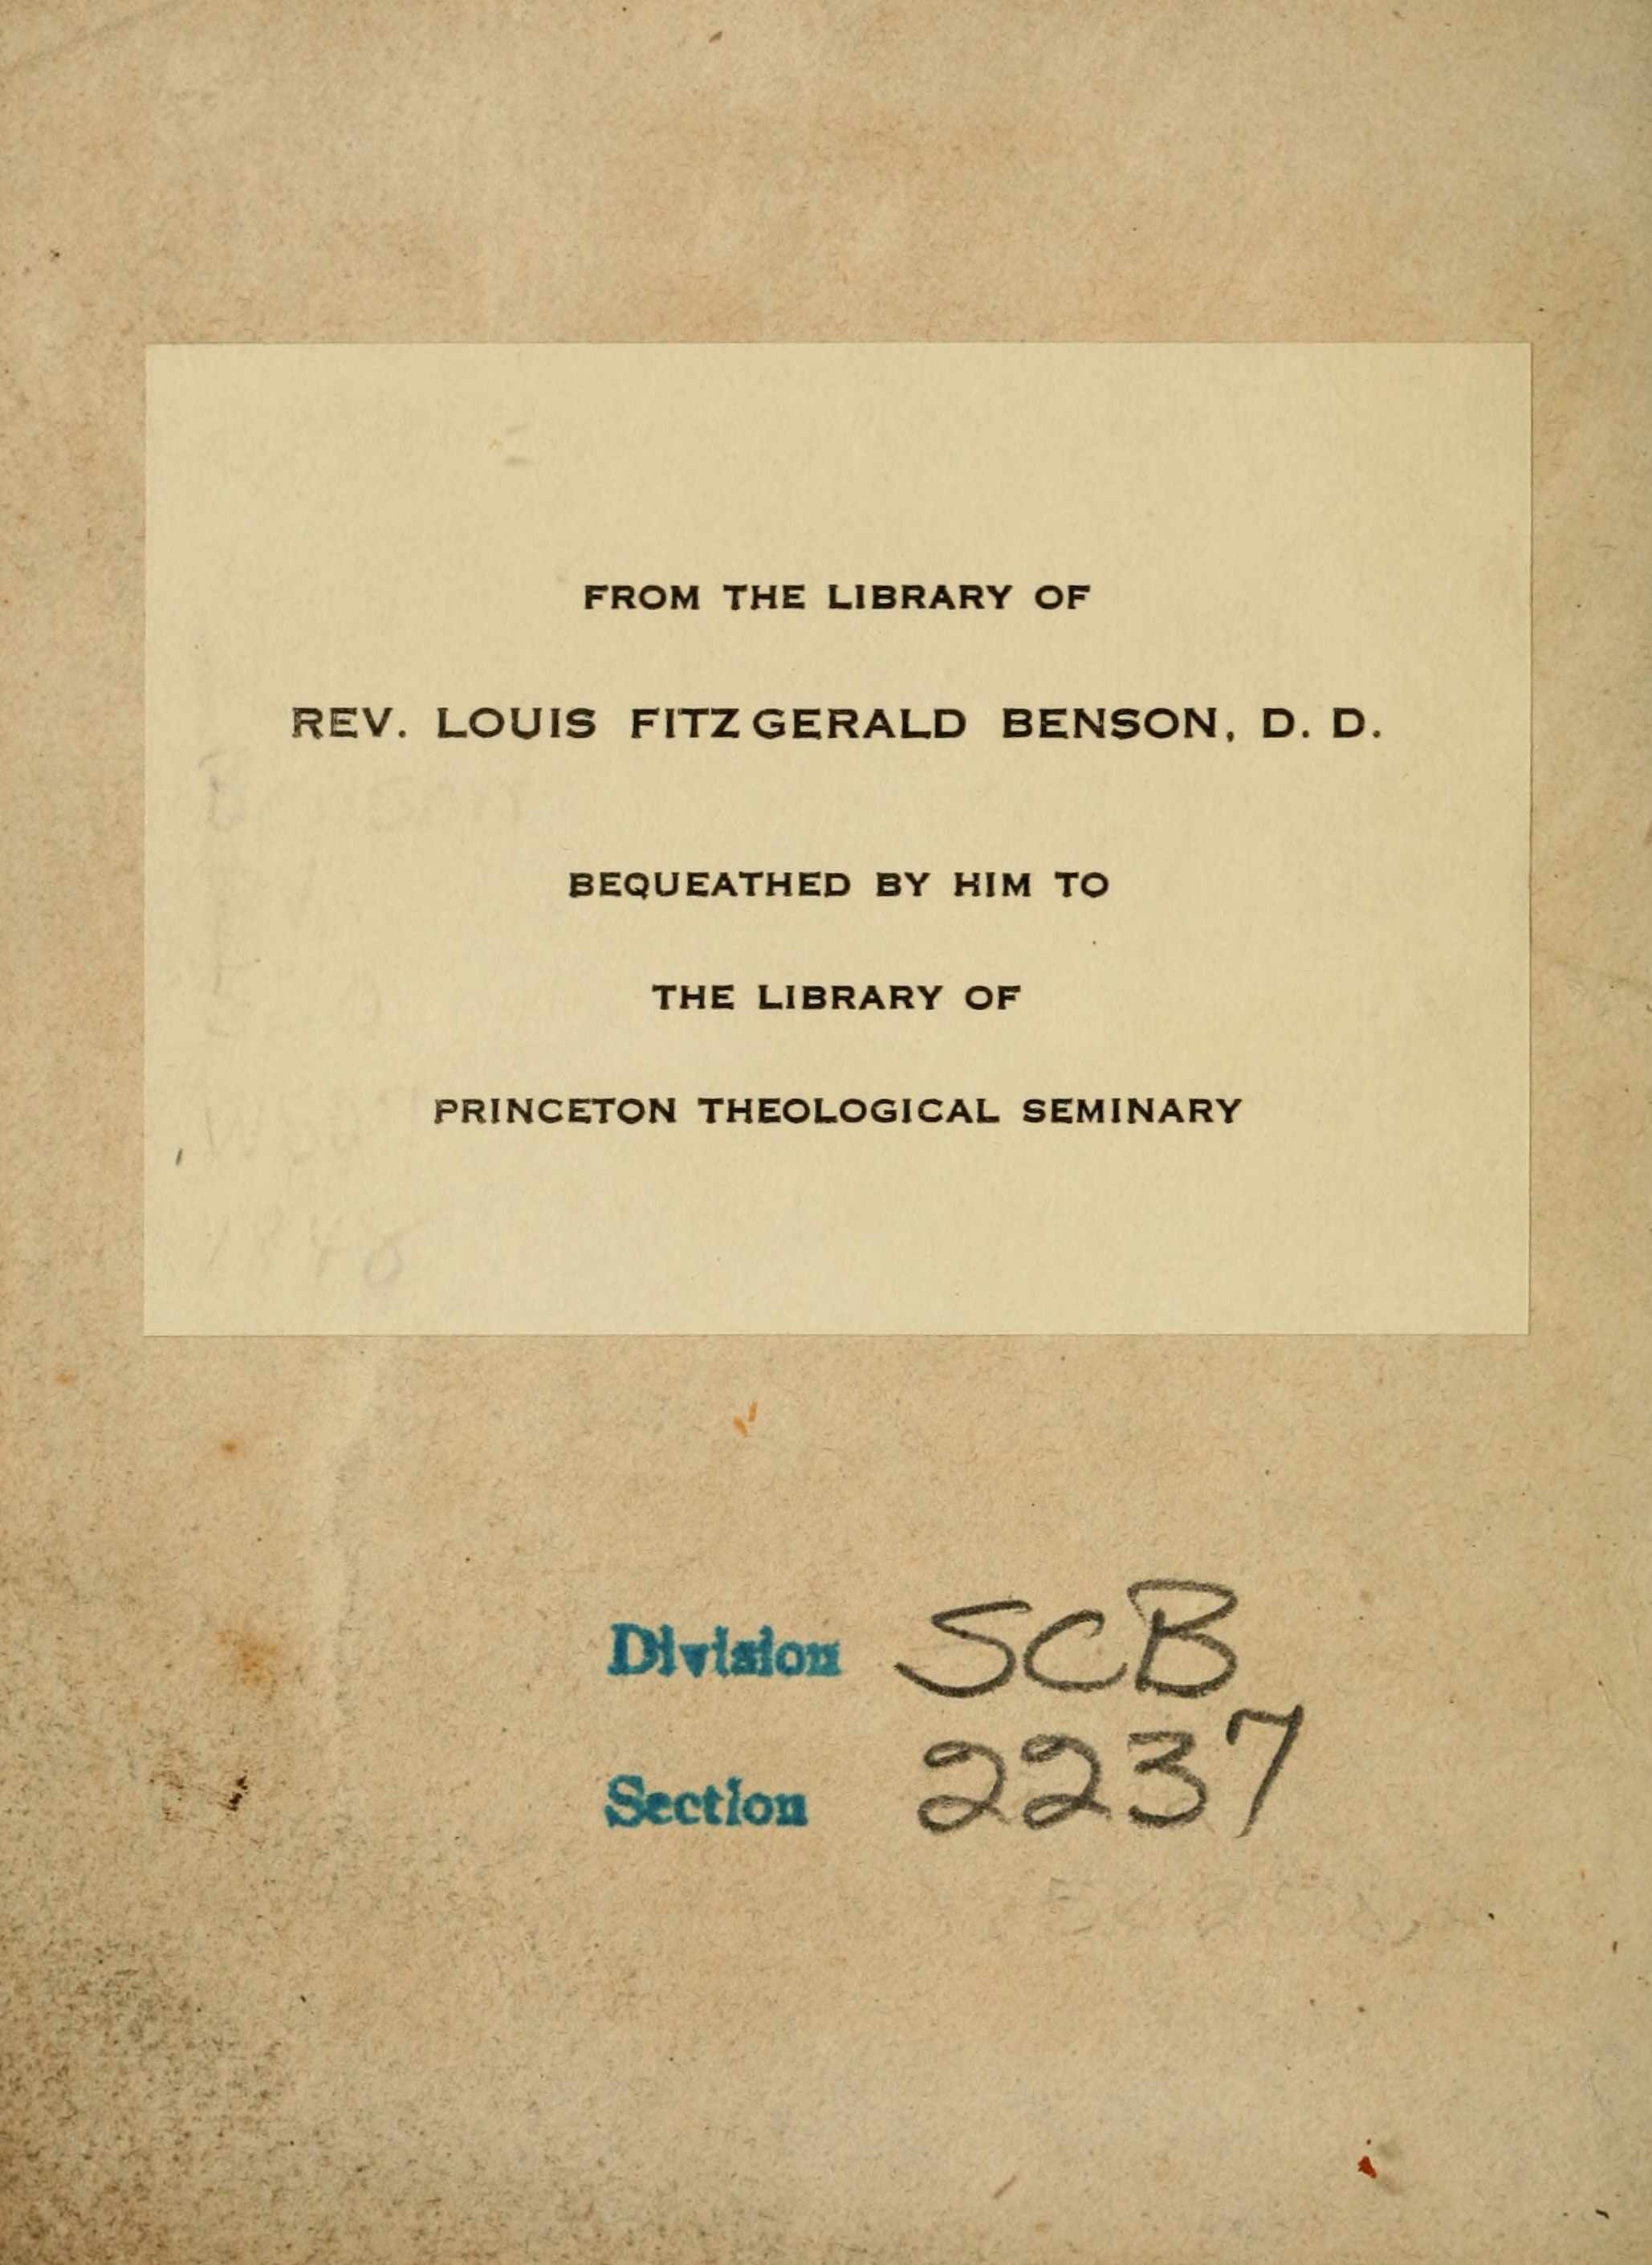 FROM THE LIBRARY OF
REV. LOUIS FITZGERALD BENSON, D. D.
BEQUEATHED BY HIM TO
THE LIBRARY OF
PRINCETON THEOLOGICAL SEMINARY
Division SCB
Section 2237